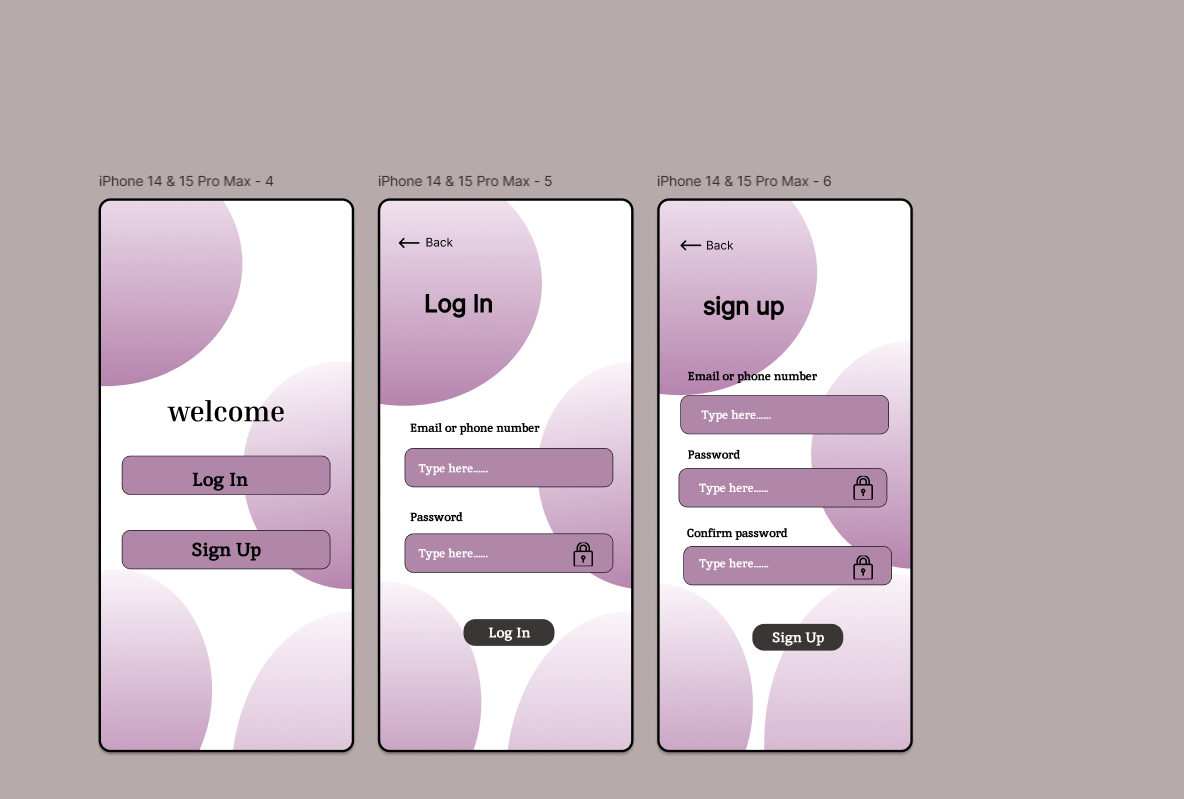 iPhone 14 & 15 Pro Max - 4
welcome
Log In
Sign Up
iPhone 14 & 15 Pro Max - 5
Back
Log In
Email or phone number
Type here......
Password
Type here......
Log In
iPhone 14 & 15 Pro Max - 6
Back
sign up
Email or phone number
Type here......
Password
Type here......
Confirm password
Type here......
Sign Up